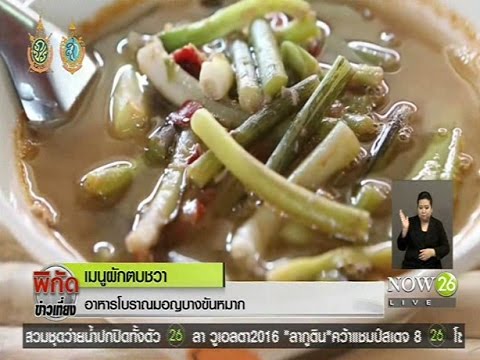 เมนูผักตบชวา
พิกัด
ข่าวเที่ยง
อาหารโบราณมอญบางขันหมาก
NOW 26
LIVE
สวมชุดว่ายน้ำปกปิดทั้งตัว 26 ลา วูเอลตา2016 "ลากูติน"คว้าแชมป์สเตจ 8 26